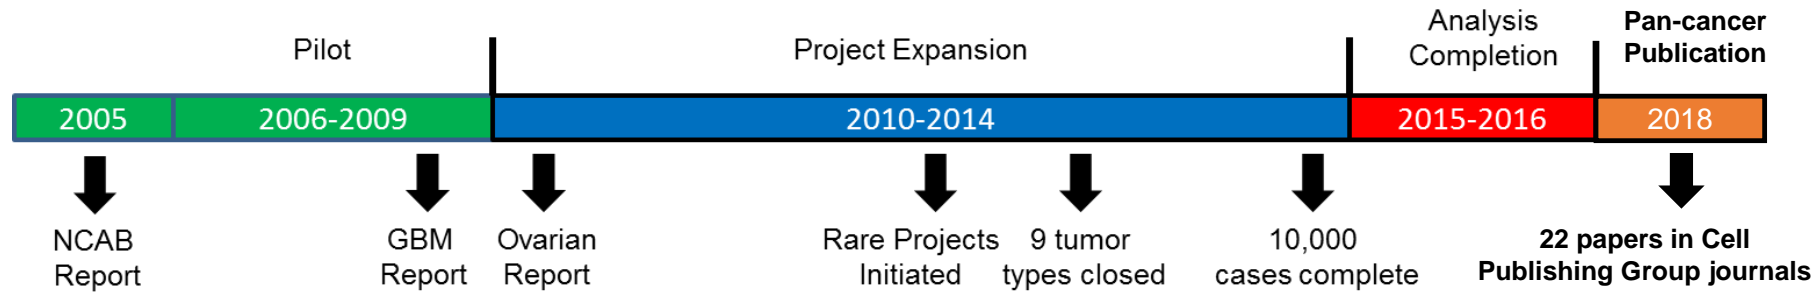 Pilot
Project Expansion
Analysis
Completion
Pan-cancer
Publication
2005
2006-2009
2010-2014
2015-2016
2018
NCAB
Report
GBM
Report
Ovarian
Report
Rare Projects
Initiated
9 tumor
types closed
10,000
cases complete
22 papers in Cell
Publishing Group journals